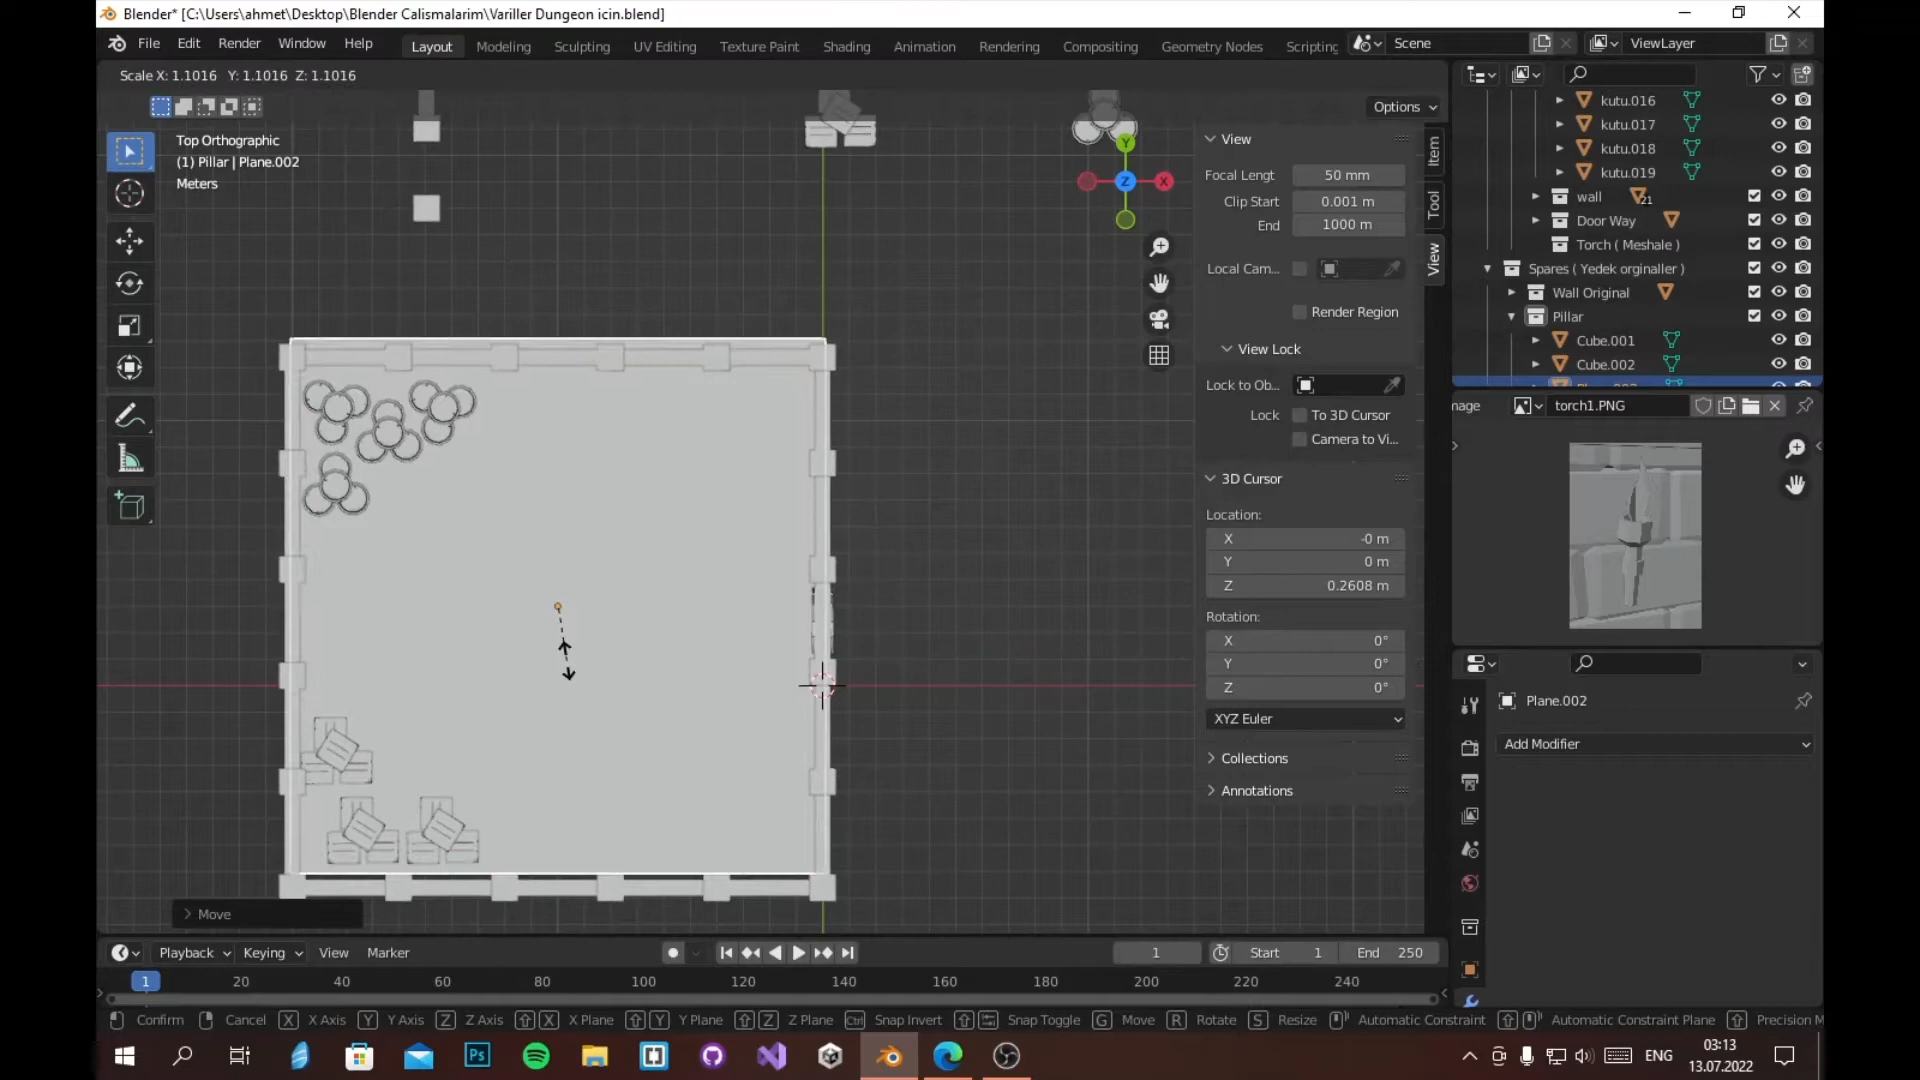 Blender* [C:\Users\ahmet\Desktop\Blender Calismalarim\Variller Dungeon icin.blend]
File Edit Render Window Help Layout Modeling Sculpting UV Editing Texture Paint Shading Animation Rendering Compositing Geometry Nodes Scripting Scene ViewLayer
Scale X: 1.1016 Y: 1.1016 Z: 1.1016
Options
Top Orthographic
(1) Pillar | Plane.002
Meters
Y
Z
X
View
Focal Lengt 50 mm
Clip Start 0.001 m
End 1000 m
Local Cam...
Render Region
View Lock
Lock to Ob...
Lock To 3D Cursor
Camera to Vi...
3D Cursor
Location:
X -0 m
Y 0 m
Z 0.2608 m
Rotation:
X 0°
Y 0°
Z 0°
XYZ Euler
Collections
Annotations
Item
Tool
View
kutu.016
kutu.017
kutu.018
kutu.019
wall 21
Door Way
Torch ( Meshale )
Spares ( Yedek orginaller )
Wall Original
Pillar
Cube.001
Cube.002
mage torch1.PNG
Plane.002
Add Modifier
Move
Playback Keying View Marker 1 Start 1 End 250
1 20 40 60 80 100 120 140 160 180 200 220 240
Confirm Cancel X X Axis Y Y Axis Z Z Axis X X Plane Y Y Plane Z Z Plane Ctrl Snap Invert Snap Toggle G Move R Rotate S Resize Automatic Constraint Automatic Constraint Plane Precision M
Ps
ENG
03:13
13.07.2022